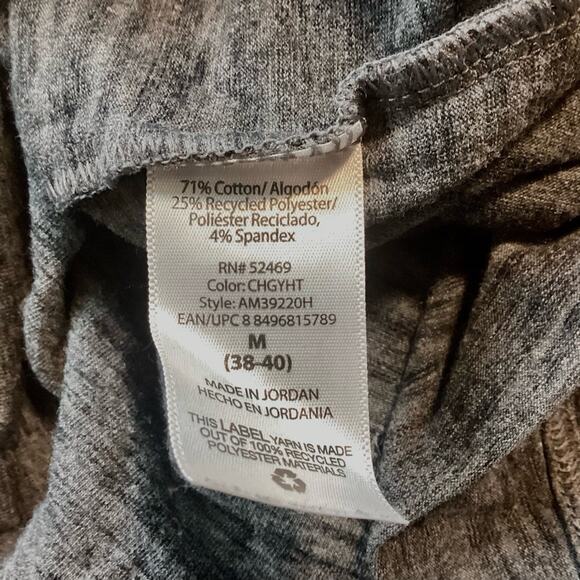 71% Cotton/ Algodón
25% Recycled Polyester/
Poliéster Reciclado,
4% Spandex
RN# 52469
Color: CHGYHT
Style: AM39220H
EAN/UPC 8 8496815789
M
(38-40)
MADE IN JORDAN
HECHO EN JORDANIA
THIS LABEL YARN IS MADE
OUT OF 100% RECYCLED
POLYESTER MATERIALS